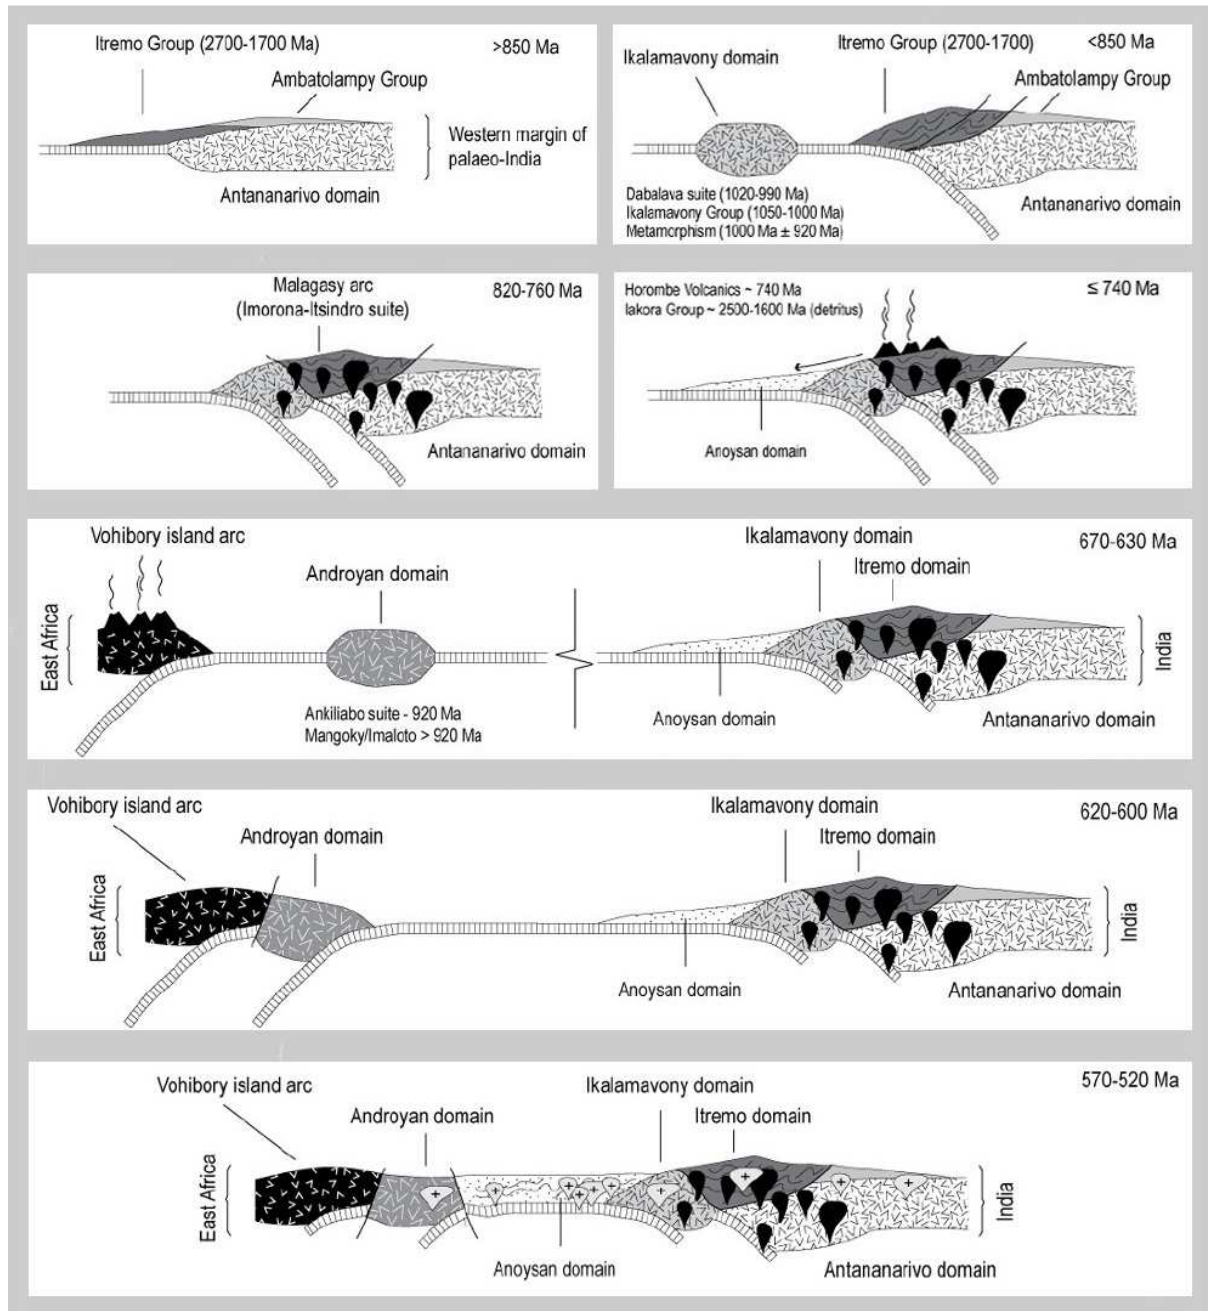 Itremo Group (2700-1700 Ma)
>850 Ma
Ambatolampy Group
Western margin of
palaeo-India
Antananarivo domain
Itremo Group (2700-1700)
<850 Ma
Ikalamavony domain
Ambatolampy Group
Dabalava suite (1020-990 Ma)
Ikalamavony Group (1050-1000 Ma)
Metamorphism (1000 Ma ± 920 Ma)
Antananarivo domain
Malagasy arc
(Imorona-Itsindro suite)
820-760 Ma
Antananarivo domain
Horombe Volcanics ~ 740 Ma
Iakora Group ~ 2500-1600 Ma (detritus)
≤ 740 Ma
Anoysan domain
Antananarivo domain
Vohibory island arc
Androyan domain
Ikalamavony domain
Itremo domain
670-630 Ma
East Africa
India
Ankiliabo suite - 920 Ma
Mangoky/Imaloto > 920 Ma
Anoysan domain
Antananarivo domain
Vohibory island arc
Androyan domain
Ikalamavony domain
Itremo domain
620-600 Ma
East Africa
India
Anoysan domain
Antananarivo domain
Vohibory island arc
Androyan domain
Ikalamavony domain
Itremo domain
570-520 Ma
East Africa
India
Anoysan domain
Antananarivo domain